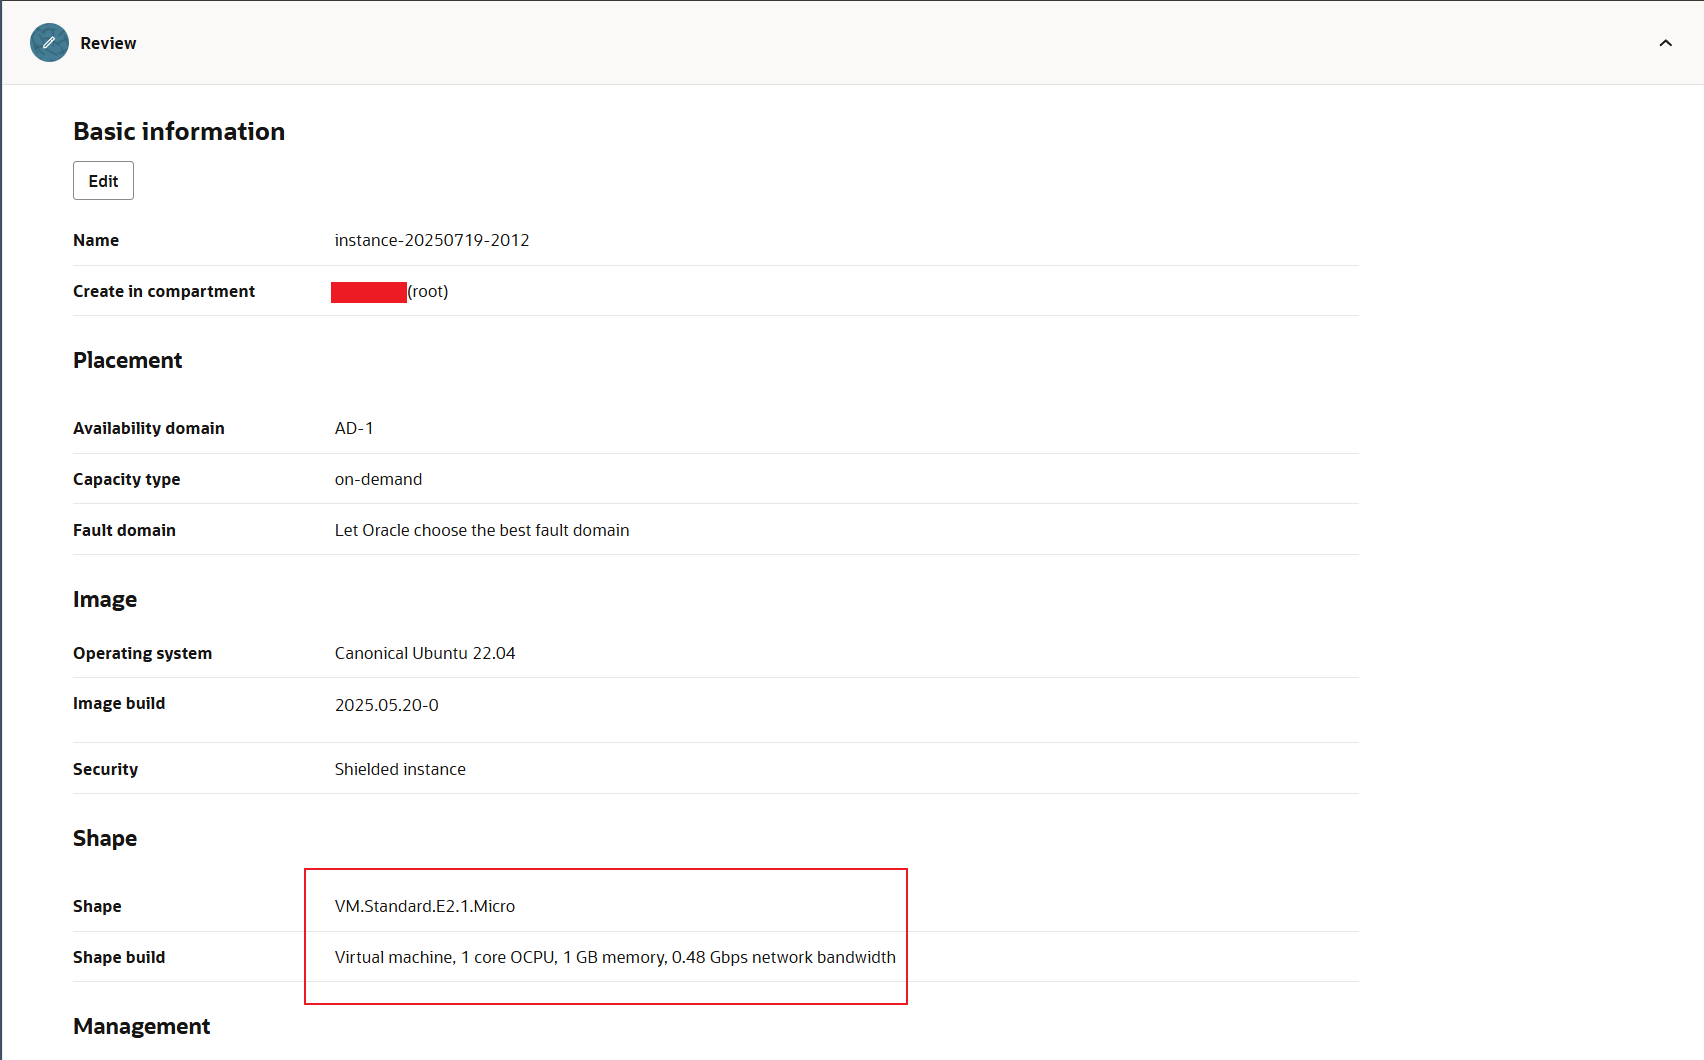 Review
Basic information
Edit
Name instance-20250719-2012
Create in compartment (root)
Placement
Availability domain AD-1
Capacity type on-demand
Fault domain Let Oracle choose the best fault domain
Image
Operating system Canonical Ubuntu 22.04
Image build 2025.05.20-0
Security Shielded instance
Shape
Shape VM.Standard.E2.1.Micro
Shape build Virtual machine, 1 core OCPU, 1 GB memory, 0.48 Gbps network bandwidth
Management